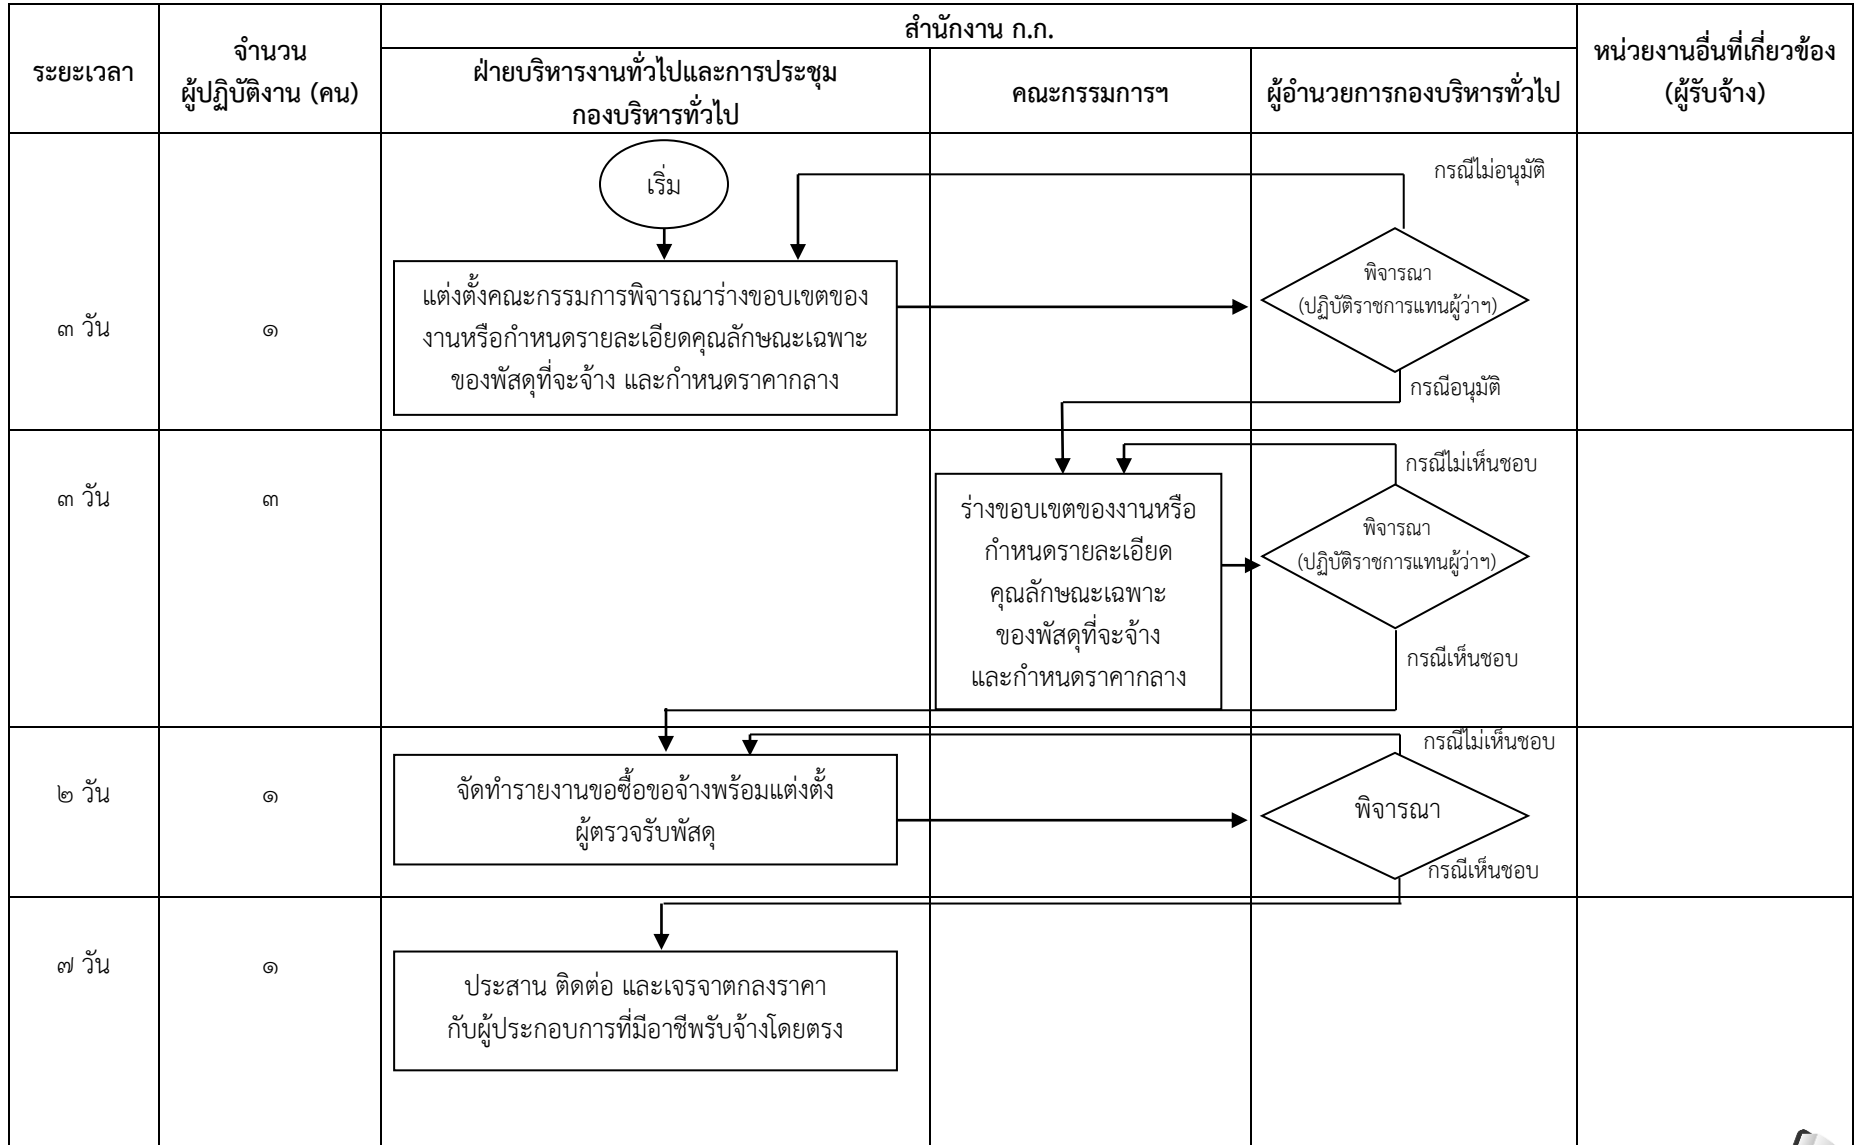 สำนักงาน ก.ก.
ระยะเวลา
จำนวน
ผู้ปฏิบัติงาน (คน)
ฝ่ายบริหารงานทั่วไปและการประชุม
กองบริหารทั่วไป
คณะกรรมการฯ
ผู้อำนวยการกองบริหารทั่วไป
หน่วยงานอื่นที่เกี่ยวข้อง
(ผู้รับจ้าง)
เริ่ม
กรณีไม่อนุมัติ
๓ วัน
๑
แต่งตั้งคณะกรรมการพิจารณาร่างขอบเขตของ
งานหรือกำหนดรายละเอียดคุณลักษณะเฉพาะ
ของพัสดุที่จะจ้าง และกำหนดราคากลาง
พิจารณา
(ปฏิบัติราชการแทนผู้ว่าฯ)
กรณีอนุมัติ
๓ วัน
๓
ร่างขอบเขตของงานหรือ
กำหนดรายละเอียด
คุณลักษณะเฉพาะ
ของพัสดุที่จะจ้าง
และกำหนดราคากลาง
กรณีไม่เห็นชอบ
พิจารณา
(ปฏิบัติราชการแทนผู้ว่าฯ)
กรณีเห็นชอบ
๒ วัน
๑
จัดทำรายงานขอซื้อขอจ้างพร้อมแต่งตั้ง
ผู้ตรวจรับพัสดุ
กรณีไม่เห็นชอบ
พิจารณา
กรณีเห็นชอบ
๗ วัน
๑
ประสาน ติดต่อ และเจรจาตกลงราคา
กับผู้ประกอบการที่มีอาชีพรับจ้างโดยตรง